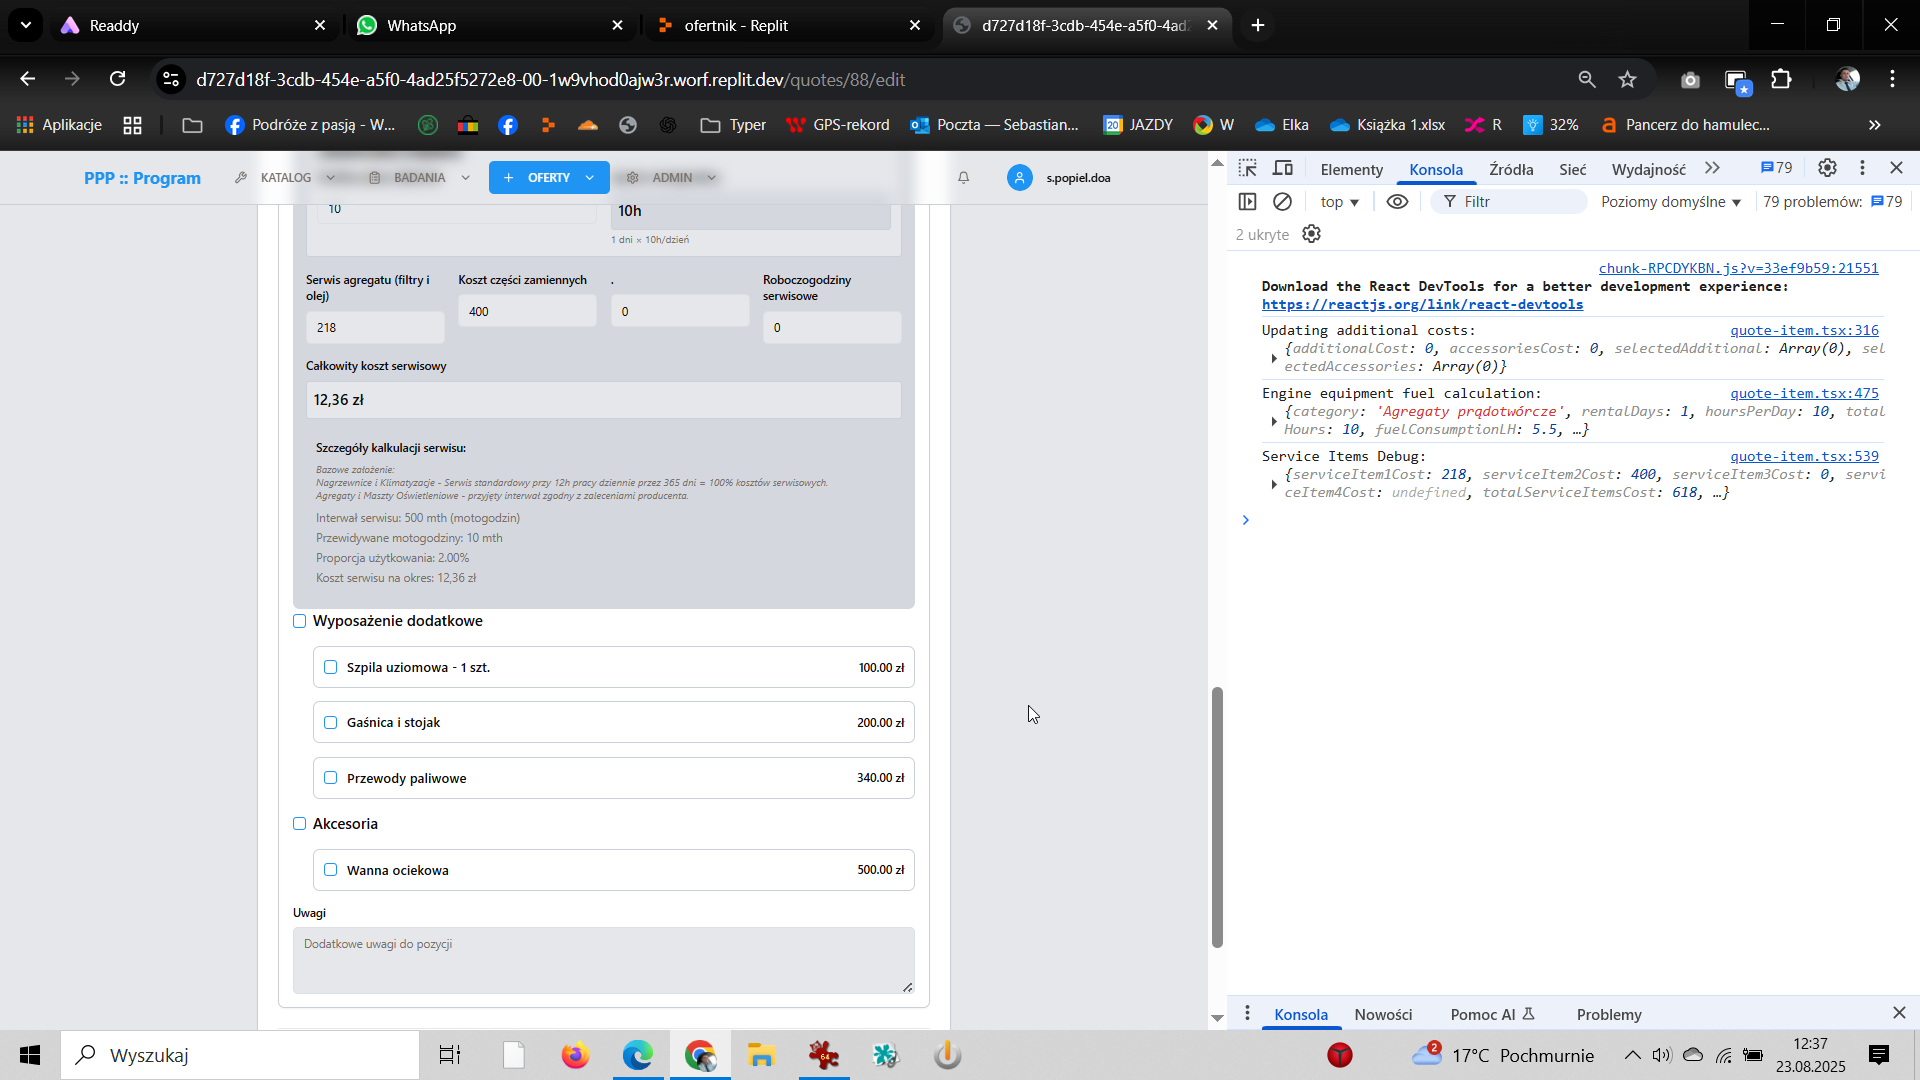 Readdy
WhatsApp
ofertnik - Replit
d727d18f-3cdb-454e-a5f0-4ad2
d727d18f-3cdb-454e-a5f0-4ad25f5272e8-00-1w9vhod0ajw3r.worf.replit.dev/quotes/88/edit
Aplikacje
Podróże z pasją - W...
Typer
GPS-rekord
Poczta — Sebastian...
20 JAZDY
W
Elka
Książka 1.xlsx
R
32%
Pancerz do hamulec...
»
PPP :: Program
KATALOG
BADANIA
+ OFERTY
ADMIN
s.popiel.doa
10
10h
1 dni × 10h/dzień
Serwis agregatu (filtry i
olej)
Koszt części zamiennych
.
Roboczogodziny
serwisowe
218
400
0
0
Całkowity koszt serwisowy
12,36 zł
Szczegóły kalkulacji serwisu:
Bazowe założenie:
Nagrzewnice i Klimatyzacje - Serwis standardowy przy 12h pracy dziennie przez 365 dni = 100% kosztów serwisowych.
Agregaty i Maszty Oświetleniowe - przyjęty interwał zgodny z zaleceniami producenta.
Interwał serwisu: 500 mth (motogodzin)
Przewidywane motogodziny: 10 mth
Proporcja użytkowania: 2.00%
Koszt serwisu na okres: 12,36 zł
Wyposażenie dodatkowe
Szpila uziomowa - 1 szt.
100.00 zł
Gaśnica i stojak
200.00 zł
Przewody paliwowe
340.00 zł
Akcesoria
Wanna ociekowa
500.00 zł
Uwagi
Dodatkowe uwagi do pozycji
Elementy
Konsola
Źródła
Sieć
Wydajność
79
top
Filtr
Poziomy domyślne
79 problemów:
79
2 ukryte
chunk-RPCDYKBN.js?v=33ef9b59:21551
Download the React DevTools for a better development experience:
https://reactjs.org/link/react-devtools
Updating additional costs:
quote-item.tsx:316
{additionalCost: 0, accessoriesCost: 0, selectedAdditional: Array(0), sel
ectedAccessories: Array(0)}
Engine equipment fuel calculation:
quote-item.tsx:475
{category: 'Agregaty prądotwórcze', rentalDays: 1, hoursPerDay: 10, total
Hours: 10, fuelConsumptionLH: 5.5, …}
Service Items Debug:
quote-item.tsx:539
{serviceItem1Cost: 218, serviceItem2Cost: 400, serviceItem3Cost: 0, servi
ceItem4Cost: undefined, totalServiceItemsCost: 618, …}
Konsola
Nowości
Pomoc AI
Problemy
Wyszukaj
64
2
17°C Pochmurnie
12:37
23.08.2025